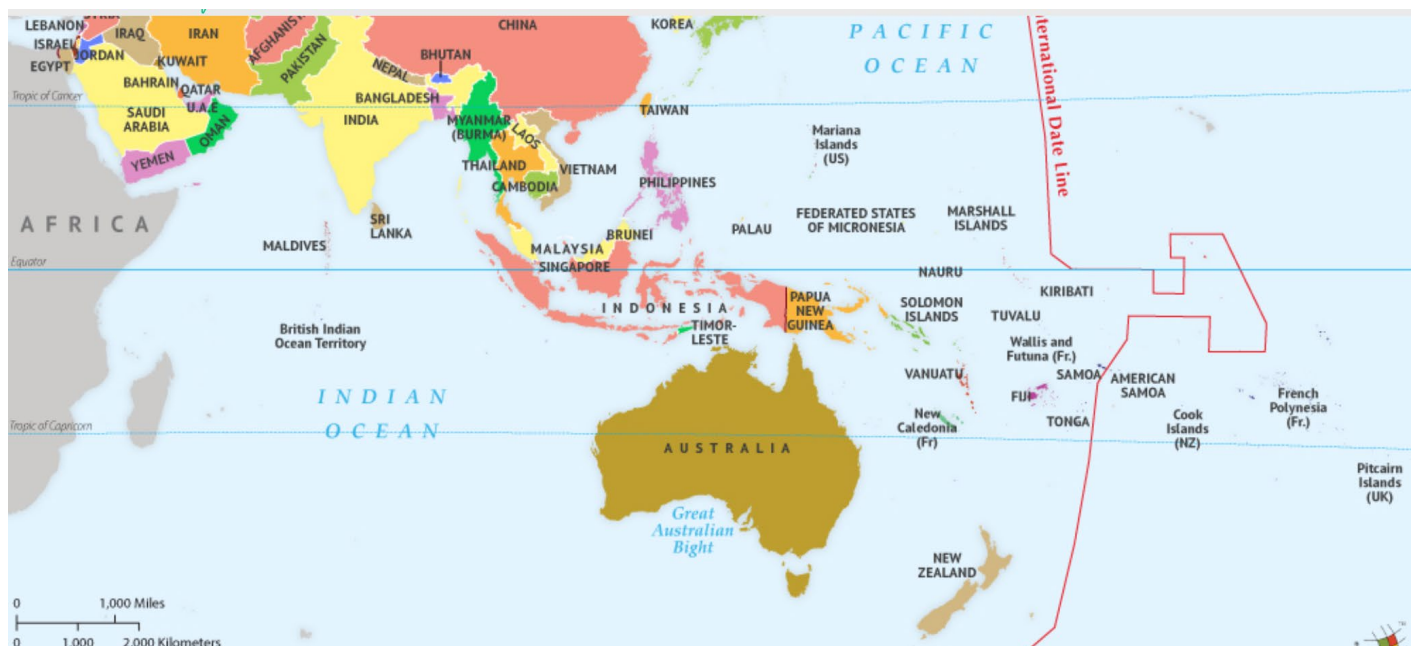 LEBANON
ISRAEL
JORDAN
EGYPT
IRAQ
IRAN
KUWAIT
AFGHANISTAN
PAKISTAN
CHINA
KOREA
PACIFIC
OCEAN
International Date Line
Tropic of Cancer
BAHRAIN
QATAR
U.A.E
SAUDI
ARABIA
OMAN
YEMEN
NEPAL
BHUTAN
BANGLADESH
INDIA
MYANMAR
(BURMA)
LAOS
THAILAND
CAMBODIA
VIETNAM
TAIWAN
PHILIPPINES
Mariana
Islands
(US)
AFRICA
MALDIVES
SRI
LANKA
MALAYSIA
BRUNEI
SINGAPORE
PALAU
FEDERATED STATES
OF MICRONESIA
MARSHALL
ISLANDS
Equator
NAURU
KIRIBATI
INDONESIA
PAPUA
NEW
GUINEA
SOLOMON
ISLANDS
TUVALU
TIMOR-
LESTE
British Indian
Ocean Territory
Wallis and
Futuna (Fr.)
VANUATU
SAMOA
AMERICAN
SAMOA
FIJI
TONGA
New
Caledonia
(Fr)
Cook
Islands
(NZ)
French
Polynesia
(Fr.)
Pitcairn
Islands
(UK)
INDIAN
OCEAN
Tropic of Capricorn
AUSTRALIA
Great
Australian
Bight
NEW
ZEALAND
0 1,000 Miles
0 1,000 2,000 Kilometers